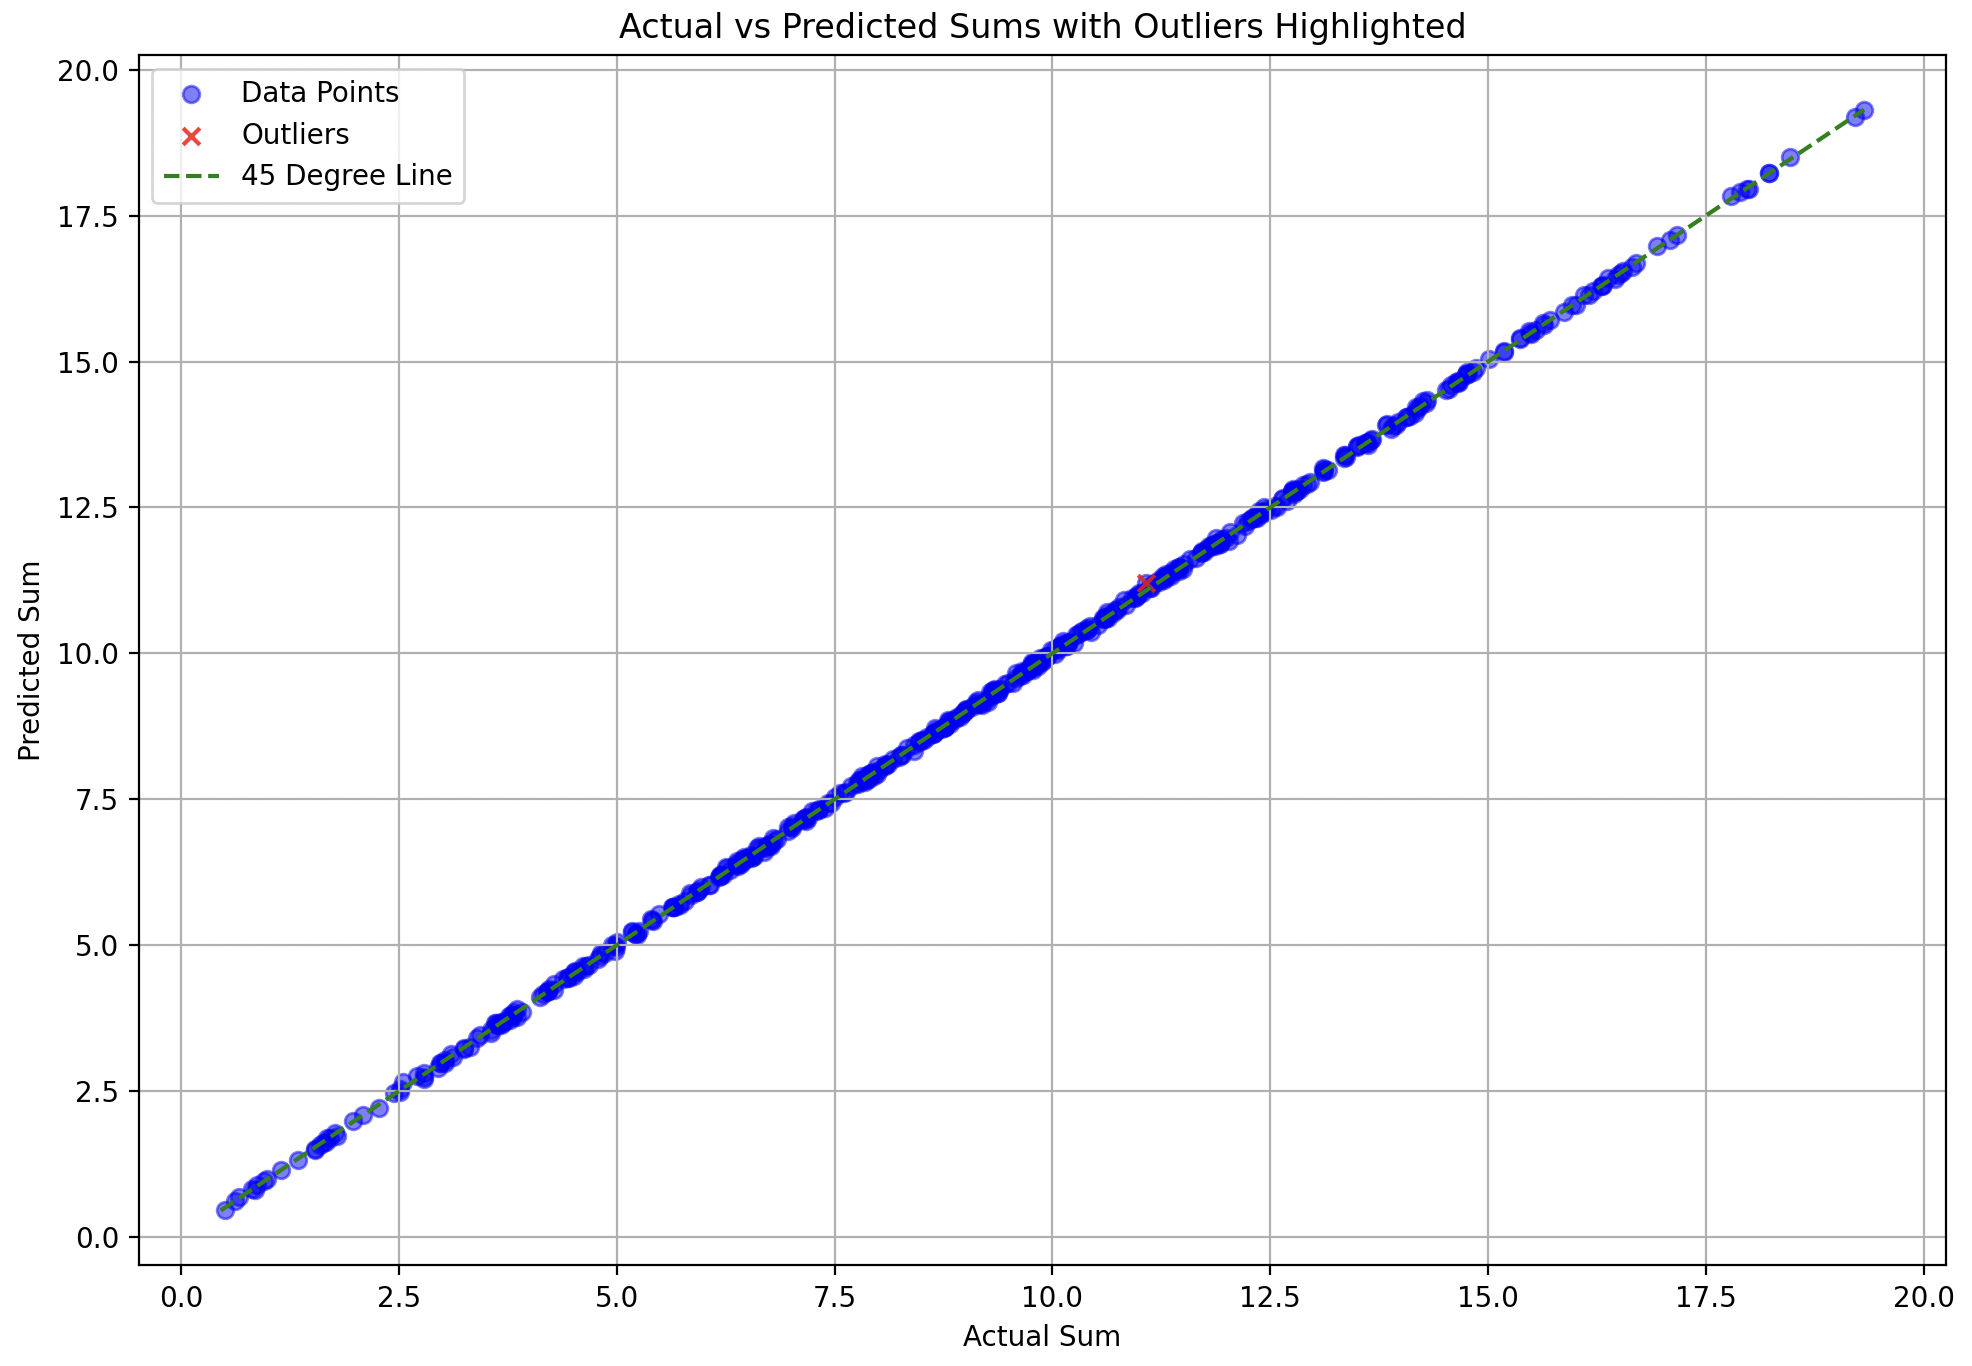 Actual vs Predicted Sums with Outliers Highlighted
Data Points
Outliers
45 Degree Line
Predicted Sum
20.0
17.5
15.0
12.5
10.0
7.5
5.0
2.5
0.0
0.0 2.5 5.0 7.5 10.0 12.5 15.0 17.5 20.0
Actual Sum